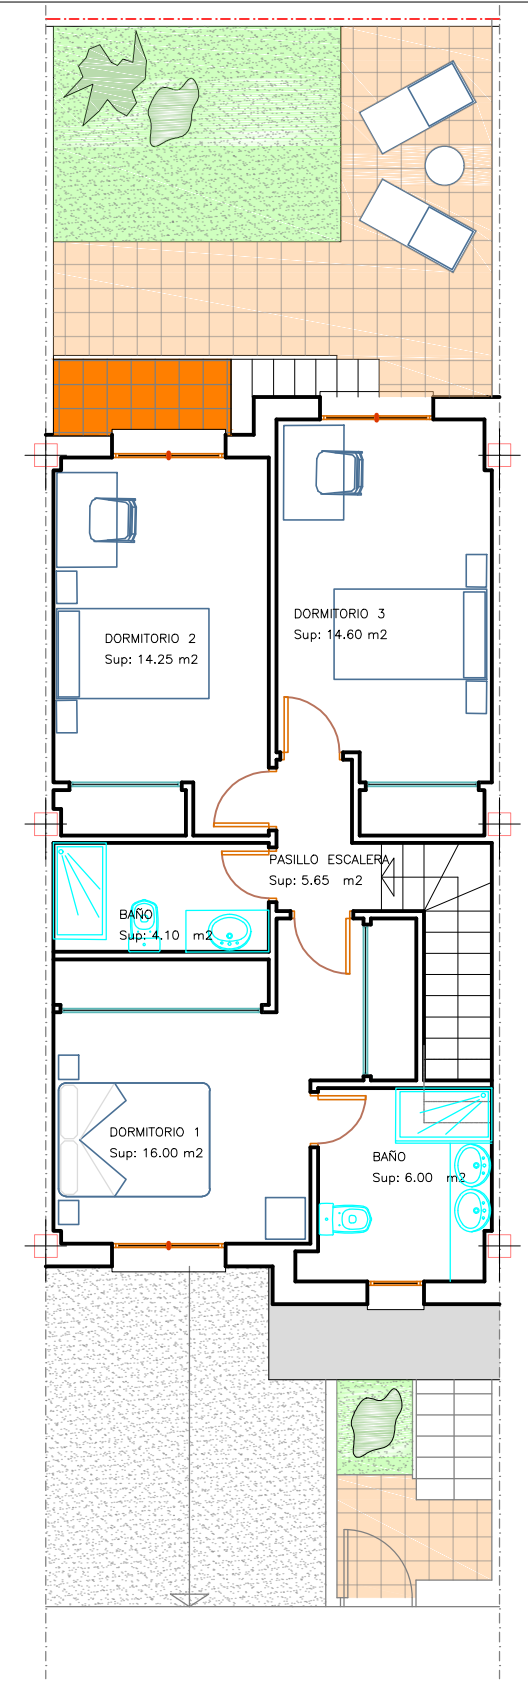 DORMITORIO 3
Sup: 14.60 m2
DORMITORIO 2
Sup: 14.25 m2
PASILLO ESCALERA
Sup: 5.65 m2
BAÑO
Sup: 4.10 m2
DORMITORIO 1
Sup: 16.00 m2
BAÑO
Sup: 6.00 m2